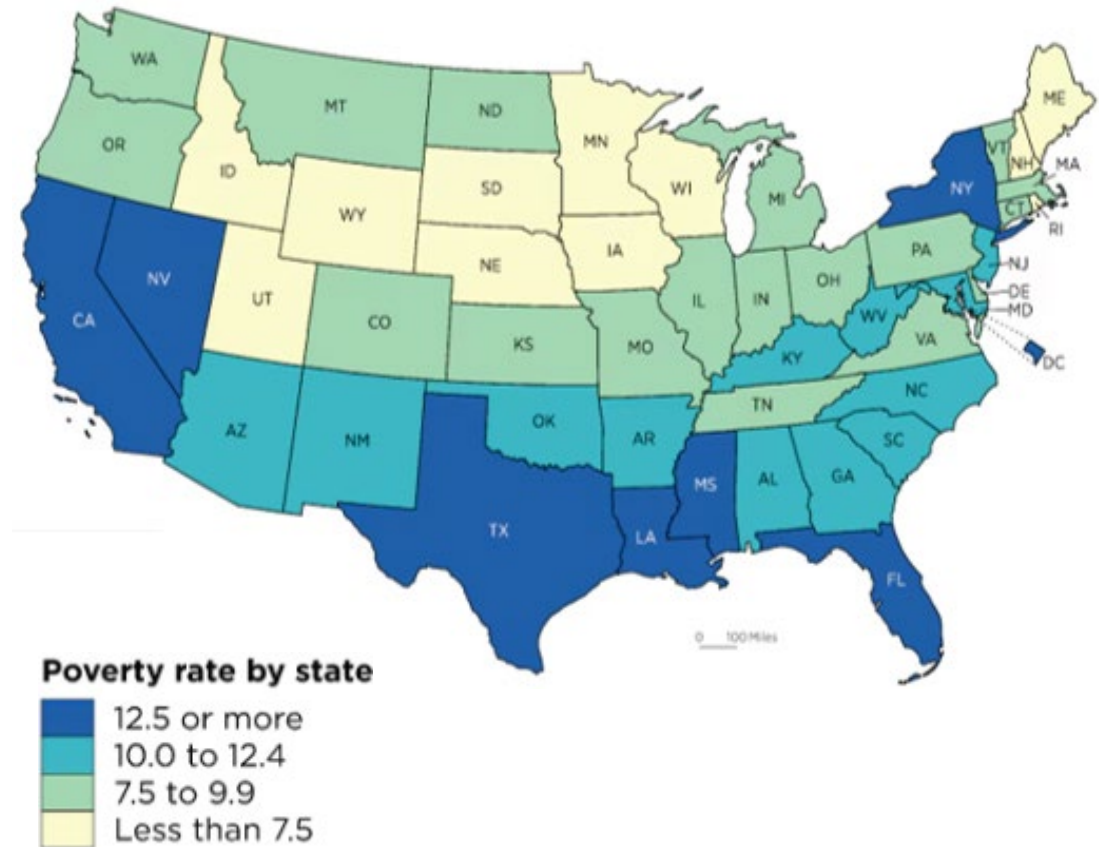 WA
MT
ND
MN
ME
OR
ID
SD
WI
VT
NH
MA
WY
MI
NY
CT
RI
NE
IA
PA
NV
UT
CO
IL
IN
OH
NJ
DE
MD
CA
KS
MO
WV
VA
KY
DC
AZ
NM
OK
AR
TN
NC
SC
MS
AL
GA
TX
LA
FL
0 100 Miles
Poverty rate by state
12.5 or more
10.0 to 12.4
7.5 to 9.9
Less than 7.5